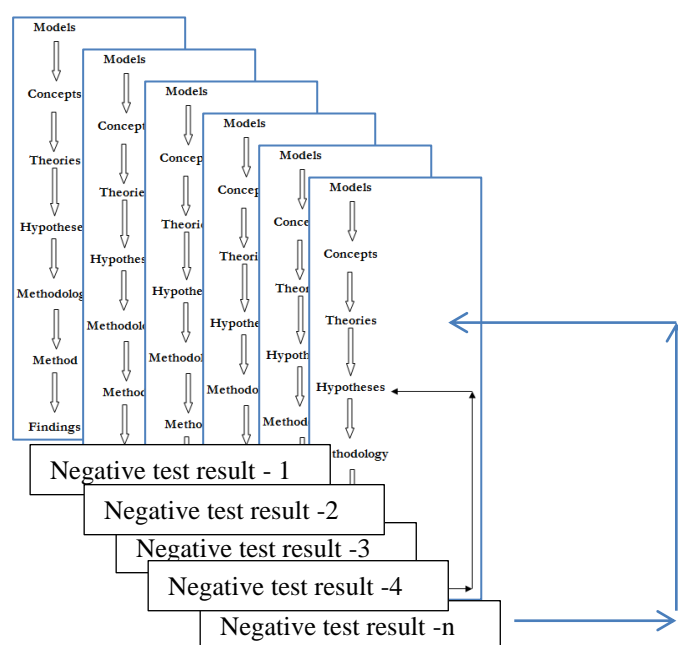 Models
Concepts
Theories
Hypothese
Methodolog
Method
Findings
Models
Concept
Theorie
Hypothes
Methodolo
Method
Models
Concep
Theori
Hypothe
Methodol
Metho
Models
Concep
Theori
Hypothe
Methodo
Models
Conce
Theor
Hypoth
Method
Models
Concepts
Theories
Hypotheses
thodology
Negative test result - 1
Negative test result -2
Negative test result -3
Negative test result -4
Negative test result -n